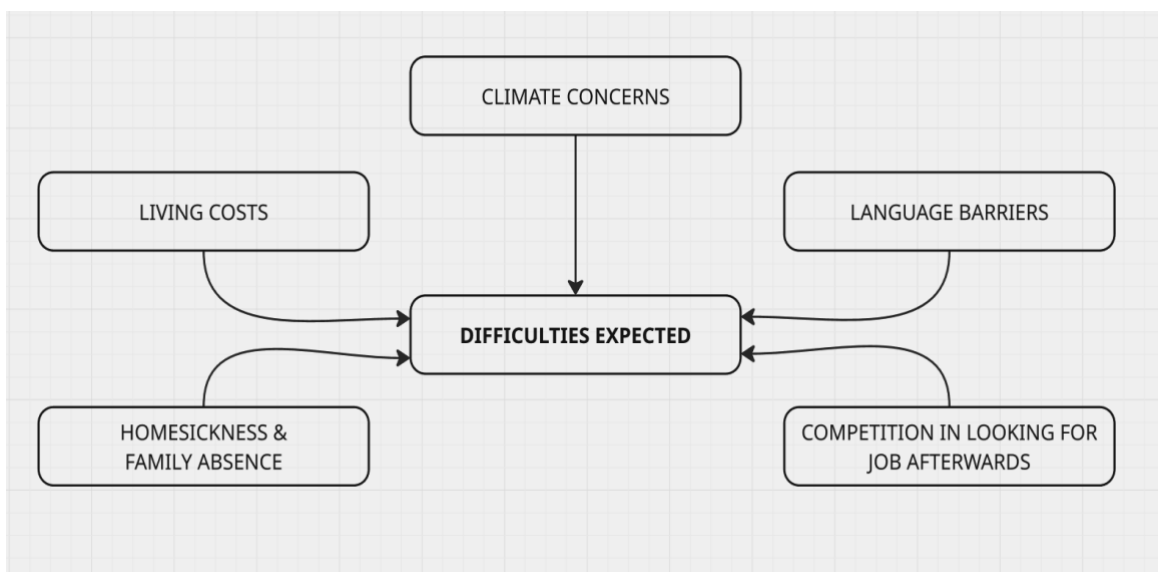 CLIMATE CONCERNS
LIVING COSTS
LANGUAGE BARRIERS
DIFFICULTIES EXPECTED
HOMESICKNESS &
FAMILY ABSENCE
COMPETITION IN LOOKING FOR
JOB AFTERWARDS